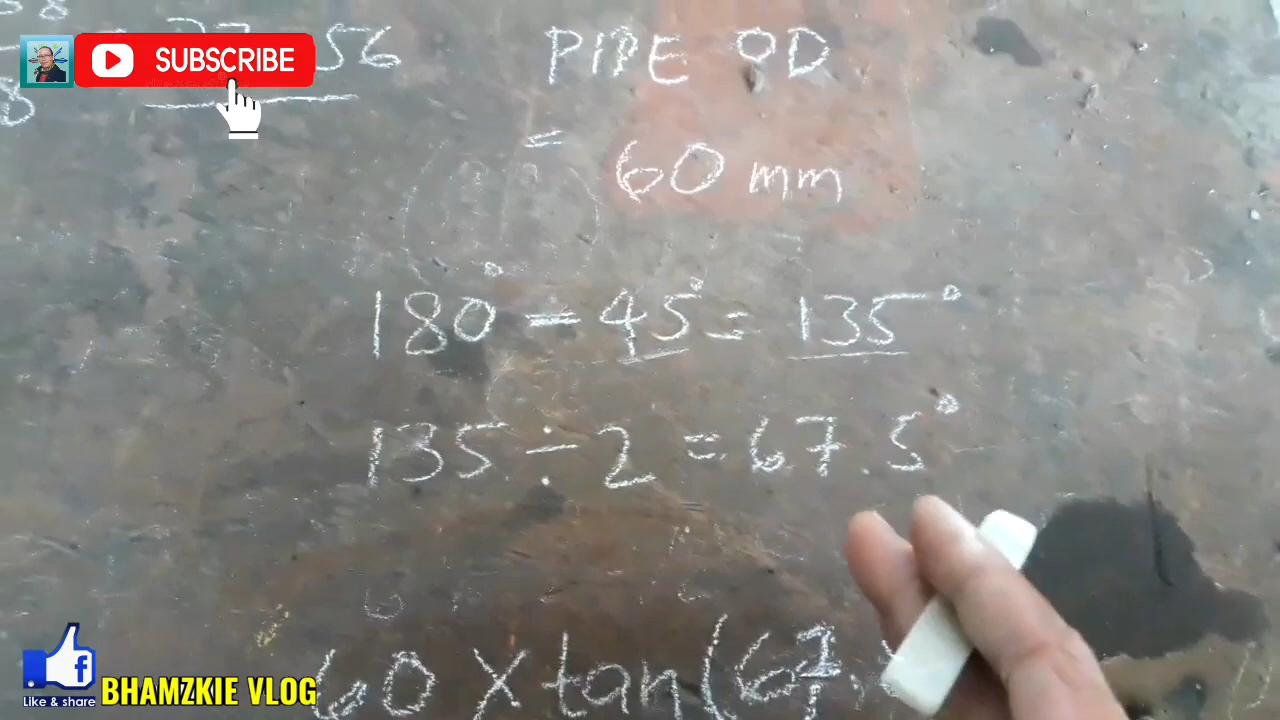 SUBSCRIBE
56
PIPE OD
= 60 mm
180° - 45° = 135°
135 ÷ 2 = 67.5°
60 x tan(67.
Like & share
BHAMZKIE VLOG